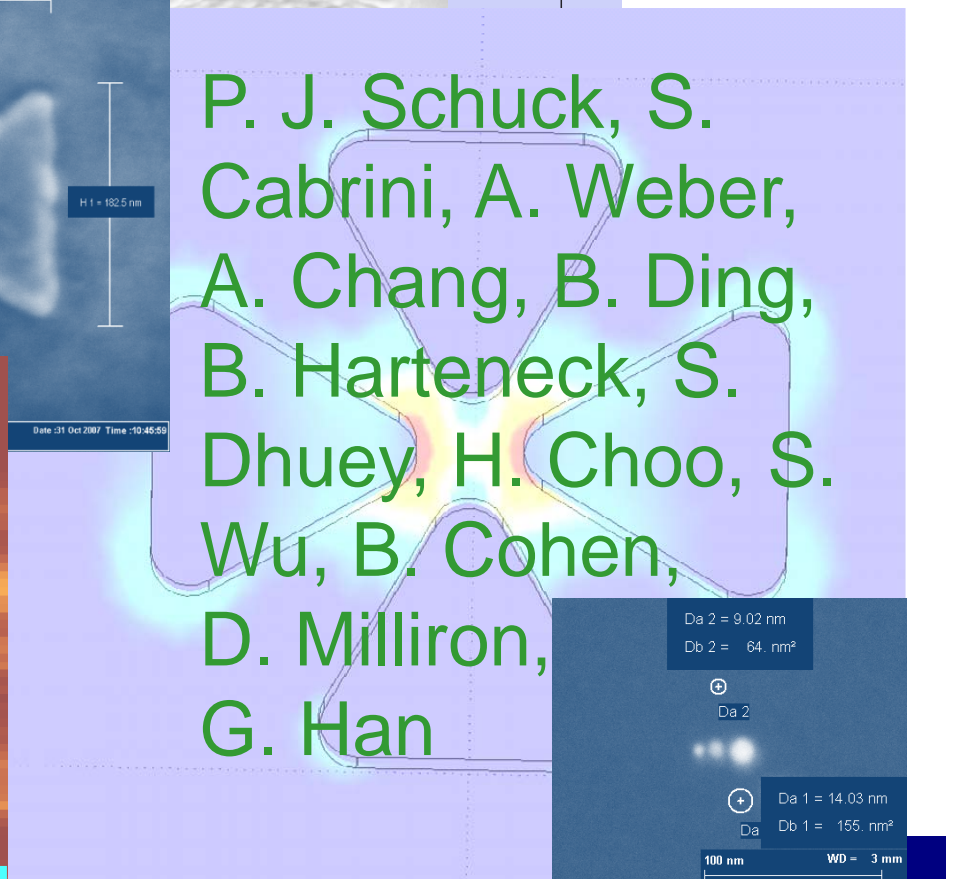 P. J. Schuck, S.
Cabrini, A. Weber,
A. Chang, B. Ding,
B. Harteneck, S.
Dhuey, H. Choo, S.
Wu, B. Cohen,
D. Milliron,
G. Han
H 1 = 182.5 nm
Date :31 Oct 2007 Time :10:45:59
Da 2 = 9.02 nm
Db 2 = 64. nm²
Da 2
Da 1 = 14.03 nm
Da
Db 1 = 155. nm²
100 nm WD = 3 mm